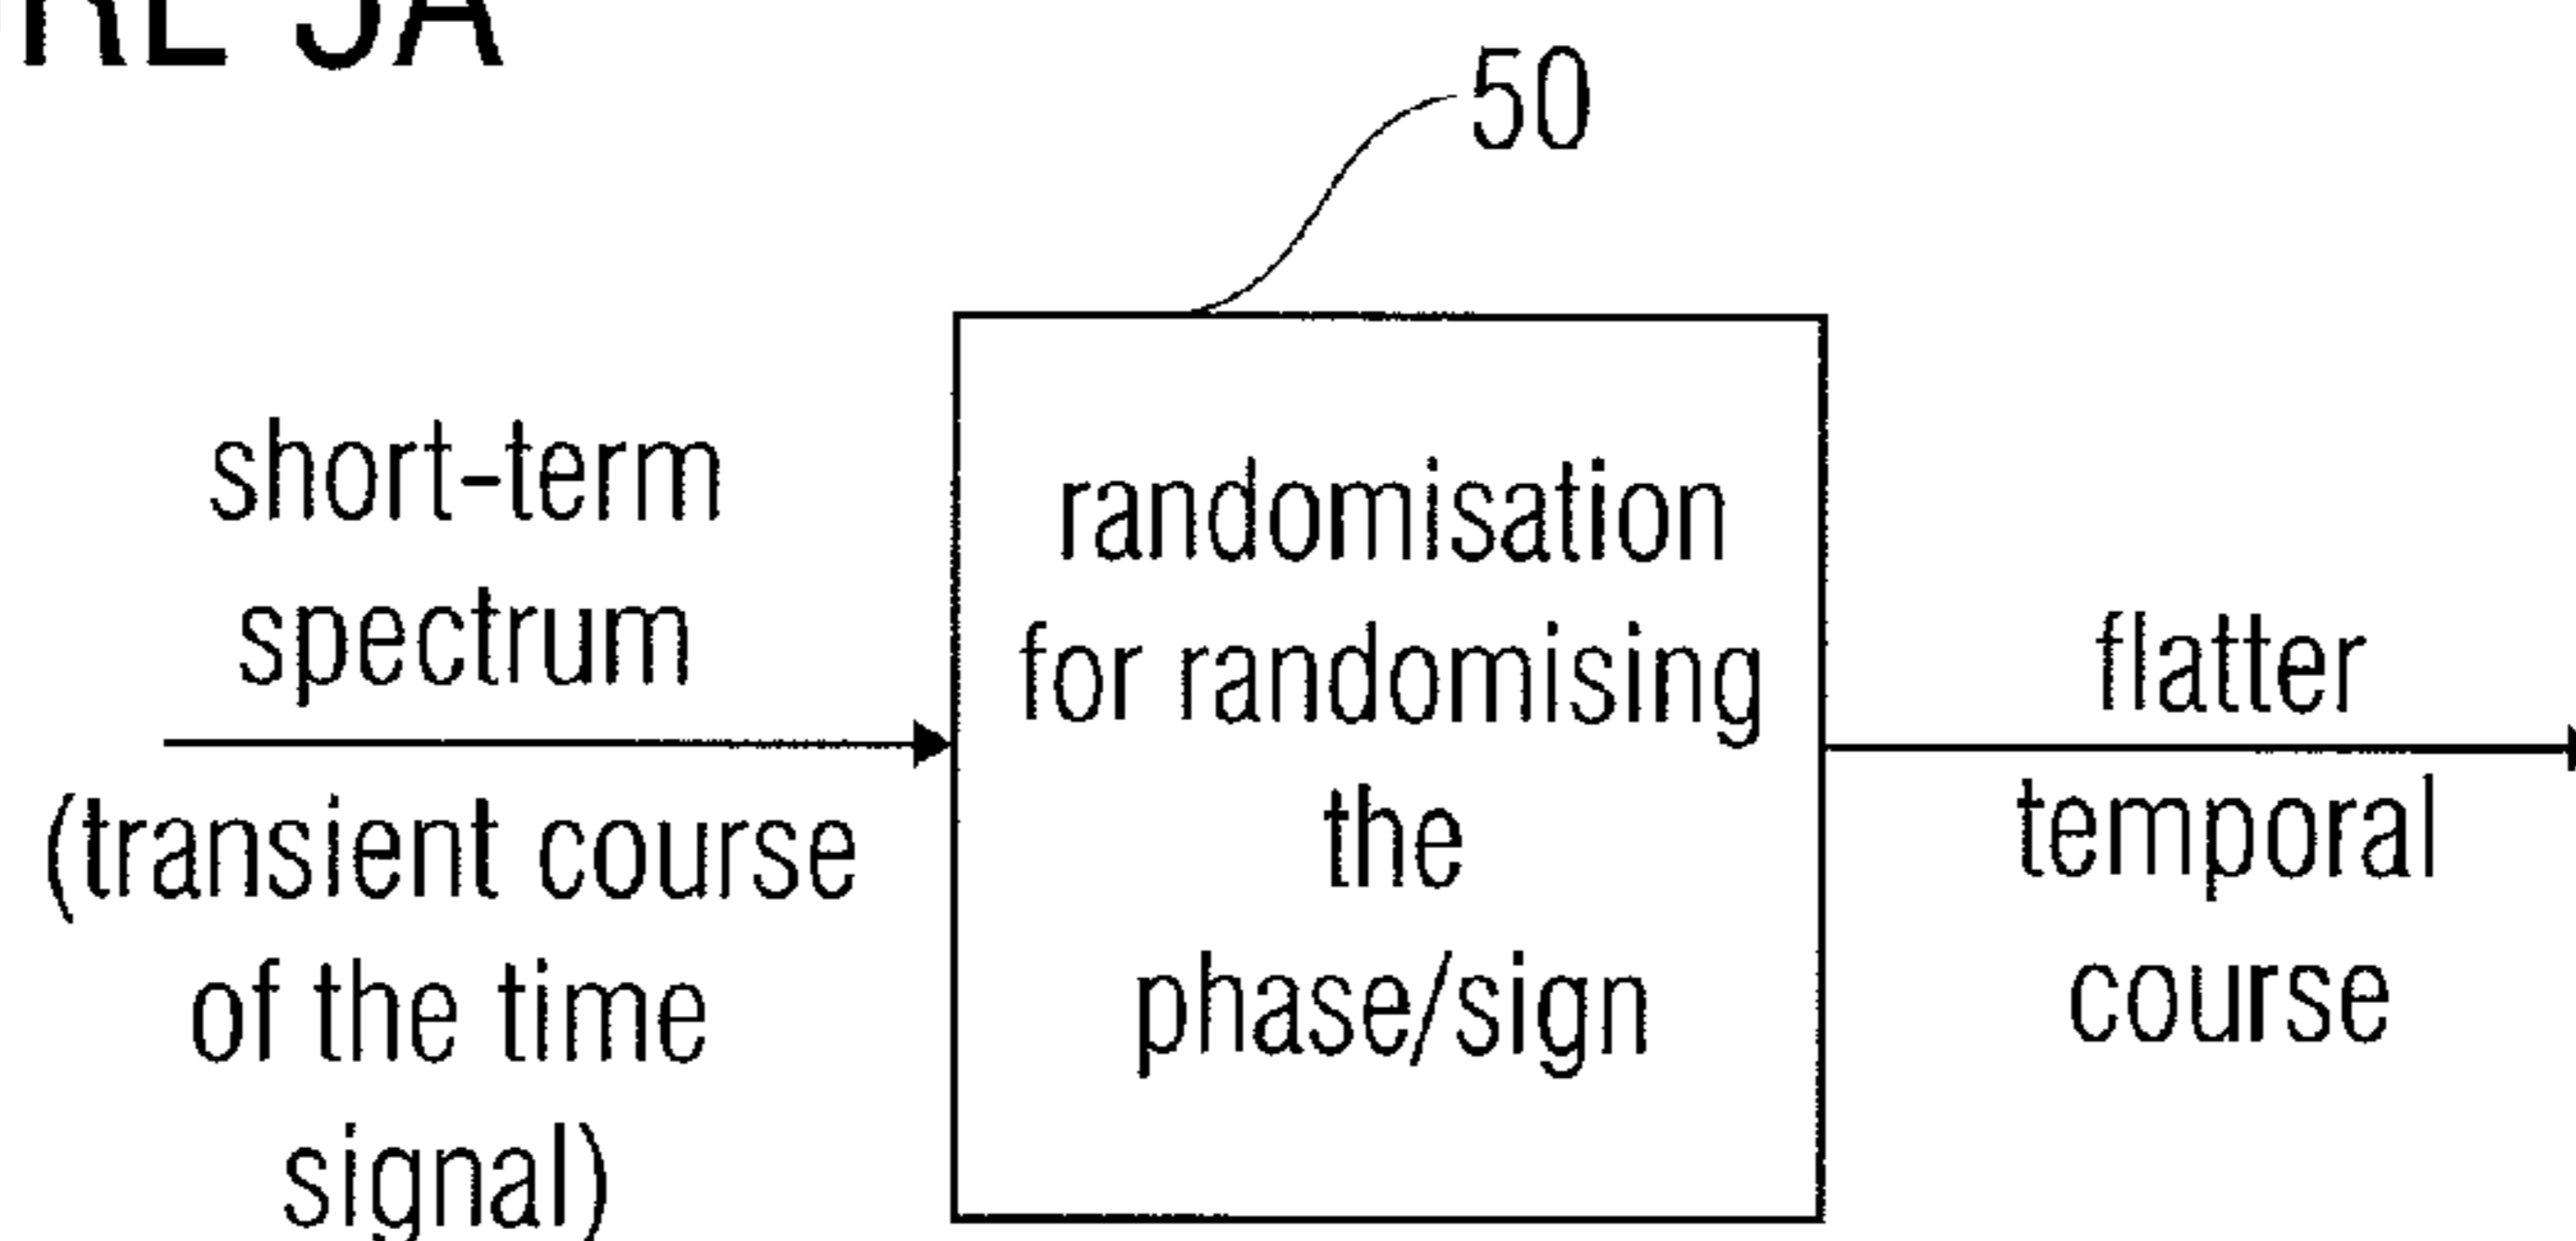 5A
50
short-term
spectrum
(transient course
of the time
signal)
randomisation
for randomising
the
phase/sign
flatter
temporal
course